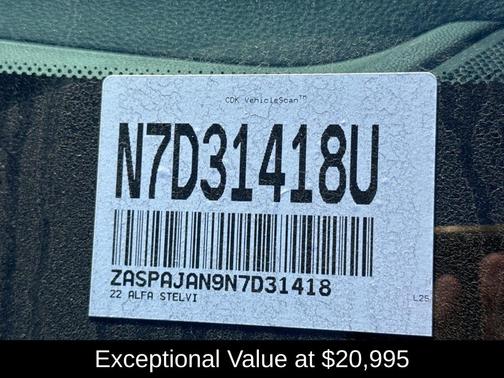 CDK VehicleScan™
N7D31418U
ZASPAJAN9N7D31418
22 ALFA STELVI
L25
Exceptional Value at $20,995